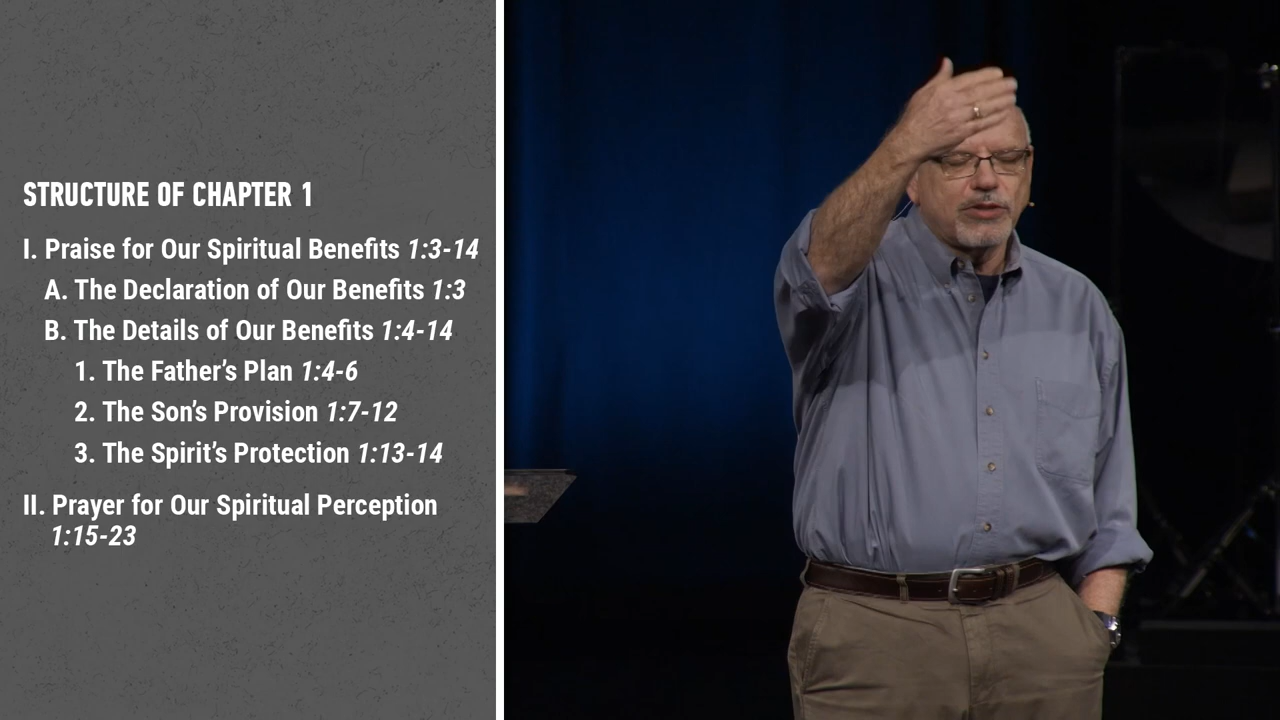 STRUCTURE OF CHAPTER 1
I. Praise for Our Spiritual Benefits 1:3-14
A. The Declaration of Our Benefits 1:3
B. The Details of Our Benefits 1:4-14
1. The Father’s Plan 1:4-6
2. The Son’s Provision 1:7-12
3. The Spirit’s Protection 1:13-14
II. Prayer for Our Spiritual Perception
1:15-23